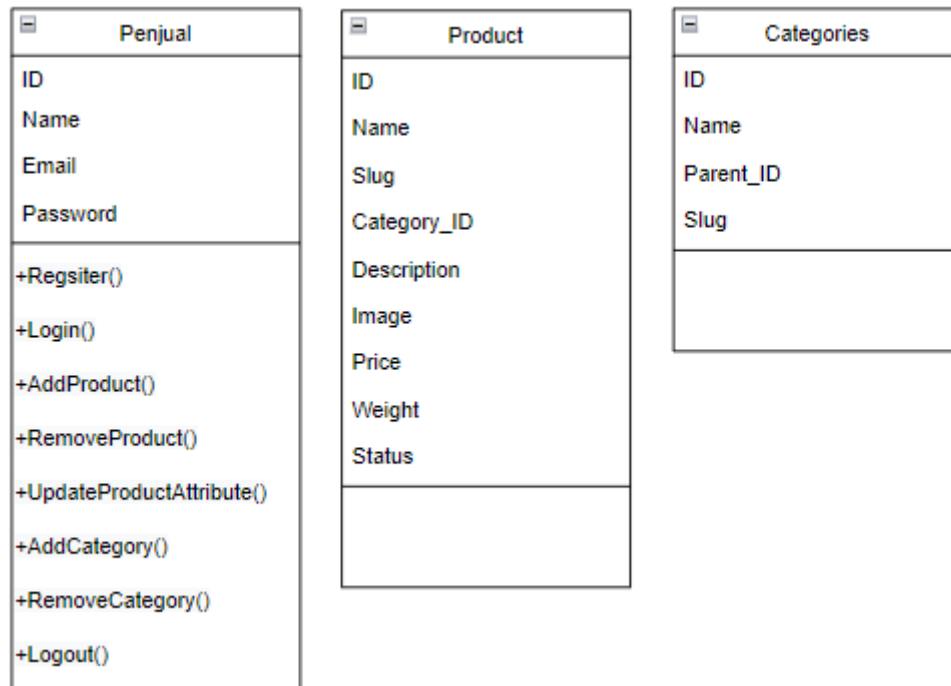 Penjual
ID
Name
Email
Password
+Regsiter()
+Login()
+AddProduct()
+RemoveProduct()
+UpdateProductAttribute()
+AddCategory()
+RemoveCategory()
+Logout()
Product
ID
Name
Slug
Category_ID
Description
Image
Price
Weight
Status
Categories
ID
Name
Parent_ID
Slug